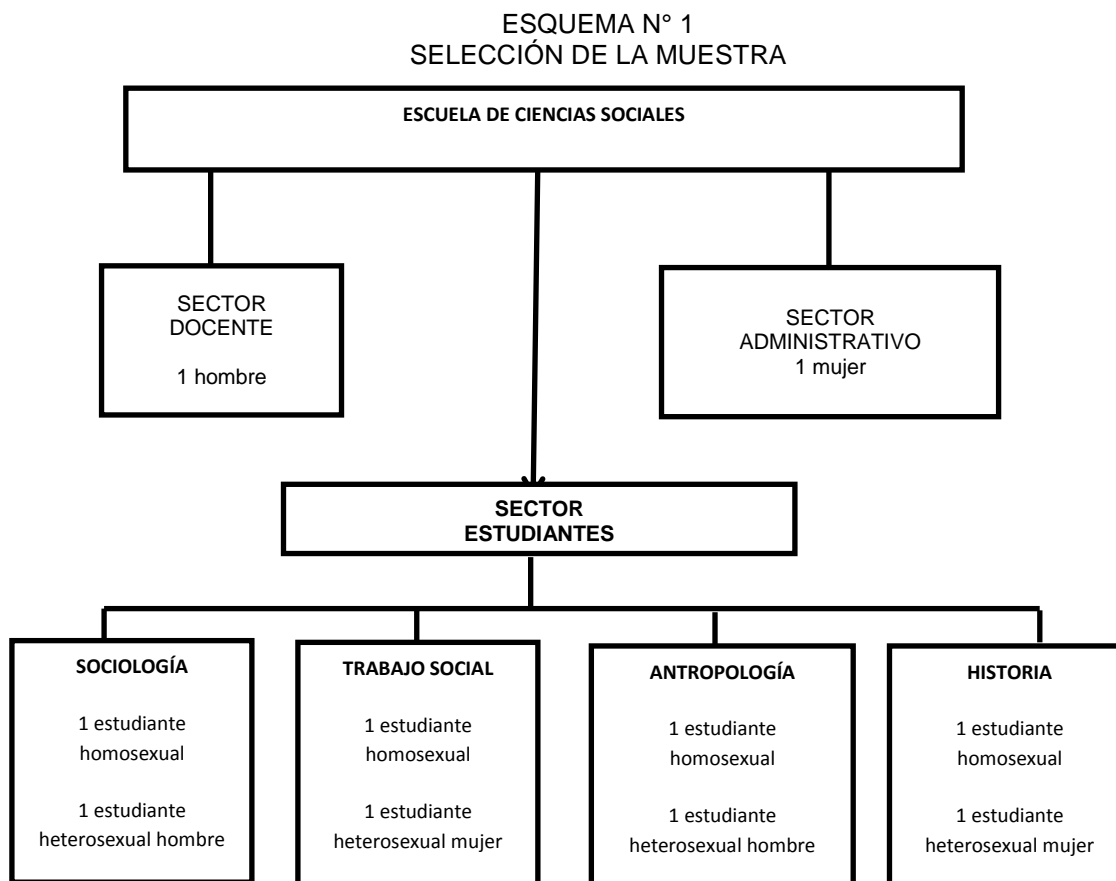 ESQUEMA N° 1
SELECCIÓN DE LA MUESTRA
ESCUELA DE CIENCIAS SOCIALES
SECTOR
DOCENTE
1 hombre
SECTOR
ADMINISTRATIVO
1 mujer
SECTOR
ESTUDIANTES
SOCIOLOGÍA
1 estudiante
homosexual
1 estudiante
heterosexual hombre
TRABAJO SOCIAL
1 estudiante
homosexual
1 estudiante
heterosexual mujer
ANTROPOLOGÍA
1 estudiante
homosexual
1 estudiante
heterosexual hombre
HISTORIA
1 estudiante
homosexual
1 estudiante
heterosexual mujer